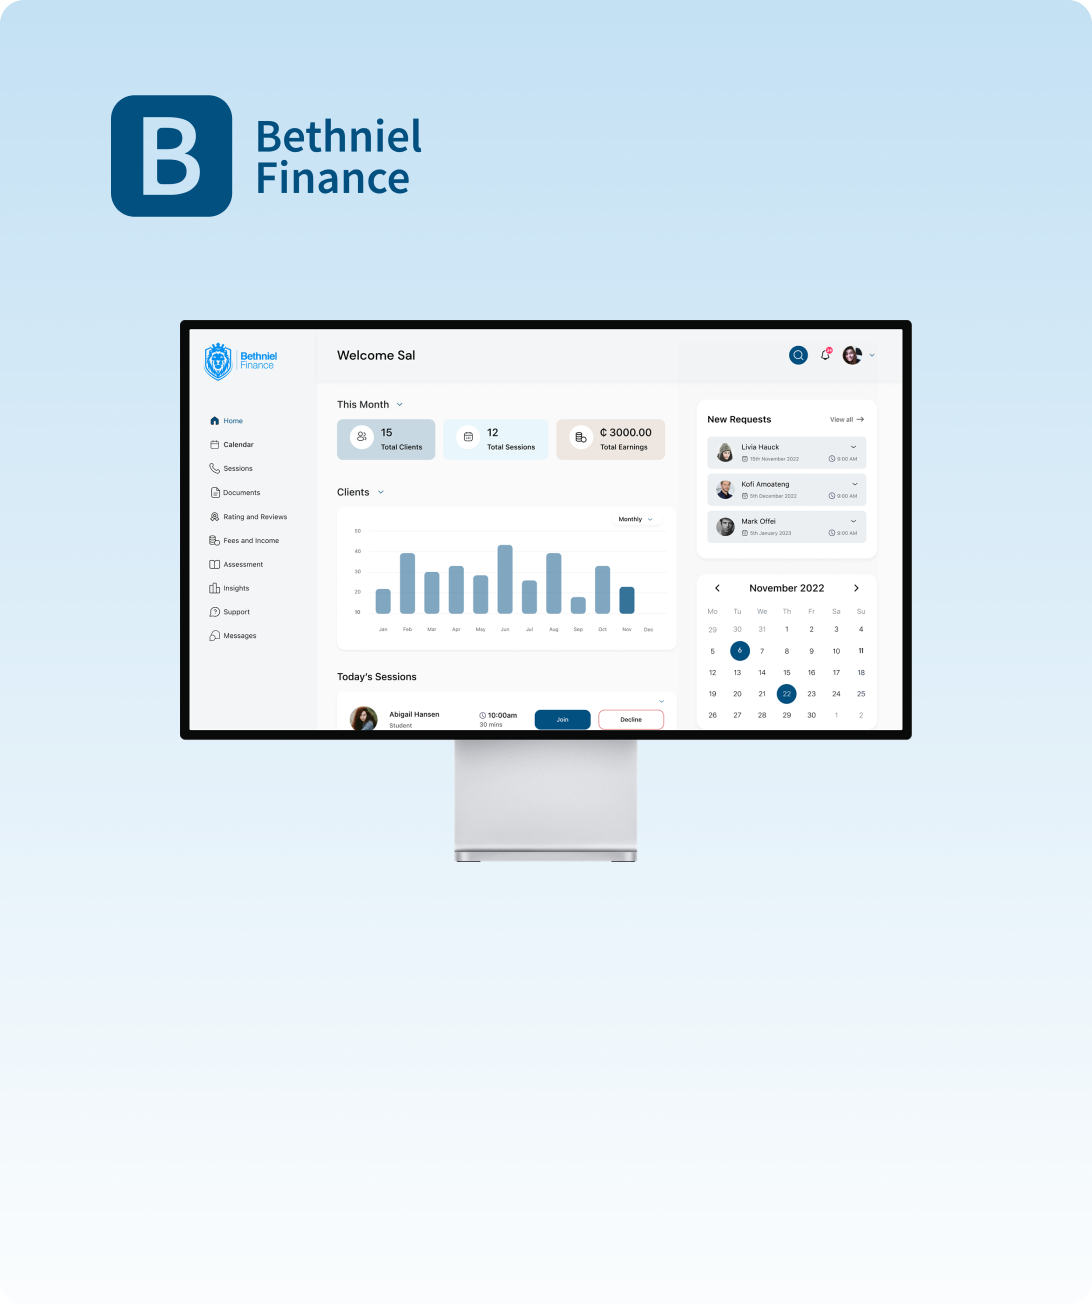 B
Bethniel
Finance
Bethniel
Finance
Welcome Sal
Home
Calendar
Sessions
Documents
Rating and Reviews
Fees and Income
Assessment
Insights
Support
Messages
This Month
15
Total Clients
12
Total Sessions
₵ 3000.00
Total Earnings
Clients
Monthly
50
40
30
20
10
Jan Feb Mar Apr May Jun Jul Aug Sep Oct Nov Dec
Today's Sessions
Abigail Hansen
Student
10:00am
30 mins
Join
Decline
New Requests
View all
Livia Hauck
15th November 2022 9:00 AM
Kofi Amoateng
5th December 2022 9:00 AM
Mark Offei
5th January 2023 9:00 AM
November 2022
Mo Tu We Th Fr Sa Su
29 30 31 1 2 3 4
5 6 7 8 9 10 11
12 13 14 15 16 17 18
19 20 21 22 23 24 25
26 27 28 29 30 1 2